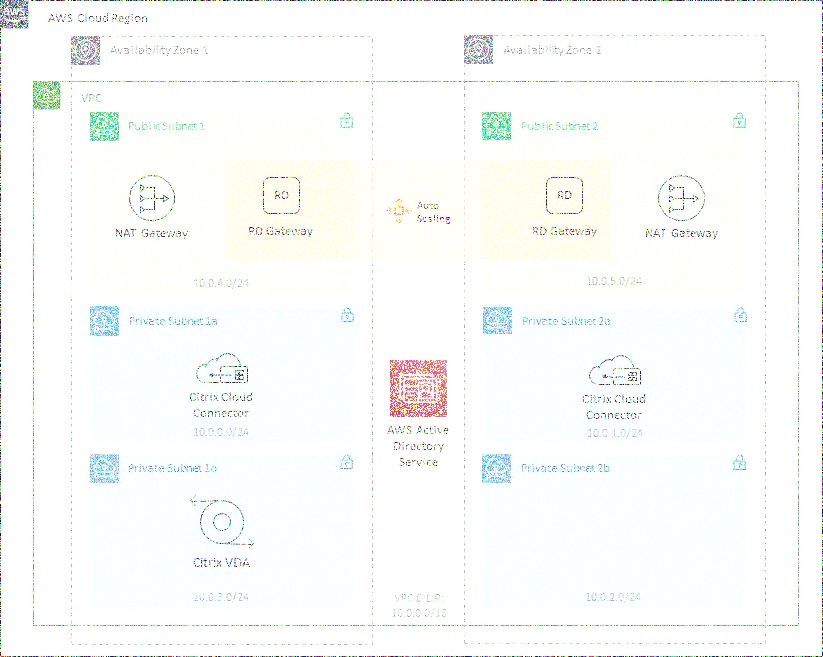 AWS Cloud Region
Availability Zone 1
Availability Zone 2
VPC
Public Subnet 1
Public Subnet 2
RD
RD
Auto
Scaling
NAT Gateway
RD Gateway
RD Gateway
NAT Gateway
10.0.4.0/24
10.0.5.0/24
Private Subnet 1a
Private Subnet 2a
Citrix Cloud
Connector
10.0.0.0/24
Citrix Cloud
Connector
10.0.1.0/24
AWS Active
Directory
Service
Private Subnet
Private Subnet 2b
Citrix VDA
10.0.3.0/24
VPC CIDR:
10.0.0.0/16
10.0.2.0/24